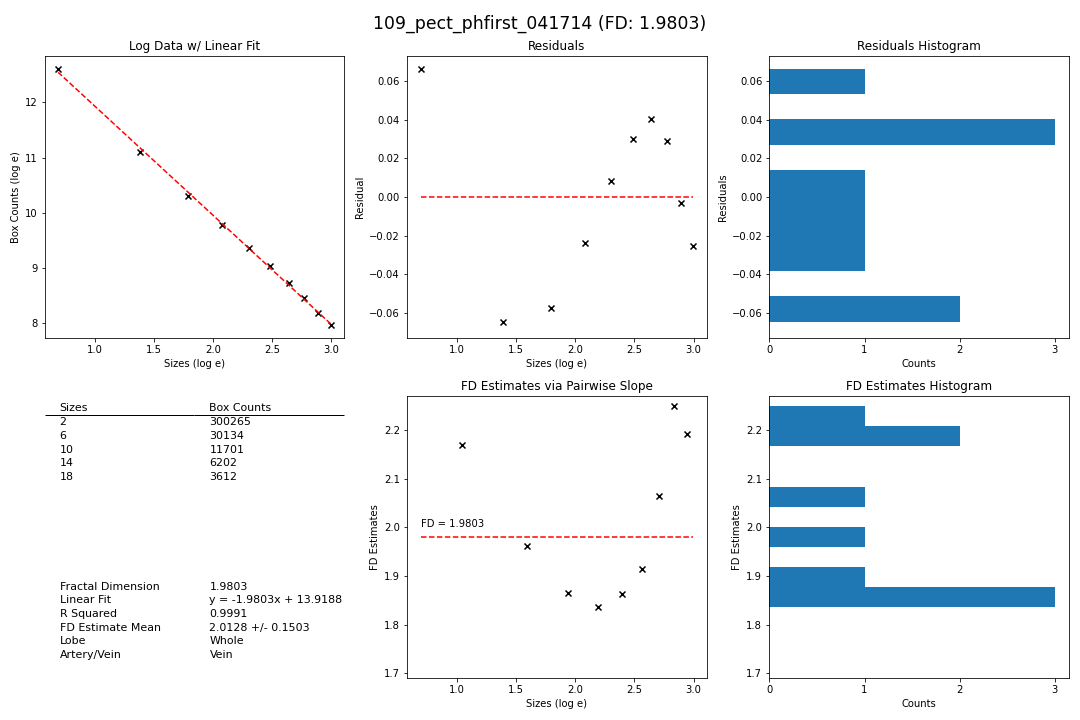 109_pect_phfirst_041714 (FD: 1.9803)
Log Data w/ Linear Fit
Box Counts (log e)
12
11
10
9
8
1.0 1.5 2.0 2.5 3.0
Sizes (log e)
Residuals
Residual
0.06
0.04
0.02
0.00
−0.02
−0.04
−0.06
1.0 1.5 2.0 2.5 3.0
Sizes (log e)
Residuals Histogram
Residuals
0.06
0.04
0.02
0.00
−0.02
−0.04
−0.06
0 1 2 3
Counts
Sizes Box Counts
2 300265
6 30134
10 11701
14 6202
18 3612
Fractal Dimension 1.9803
Linear Fit y = -1.9803x + 13.9188
R Squared 0.9991
FD Estimate Mean 2.0128 +/- 0.1503
Lobe Whole
Artery/Vein Vein
FD Estimates via Pairwise Slope
FD Estimates
2.2
2.1
2.0
1.9
1.8
1.7
FD = 1.9803
1.0 1.5 2.0 2.5 3.0
Sizes (log e)
FD Estimates Histogram
FD Estimates
2.2
2.1
2.0
1.9
1.8
1.7
0 1 2 3
Counts